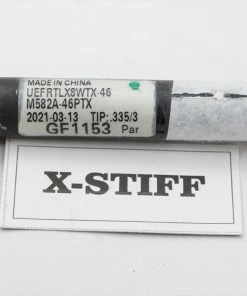 MADE IN CHINA
UEFRTLX8WTX-46
M582A-46PTX
2021-03-13 TIP:.335/3
GF1153 Par
X-STIFF